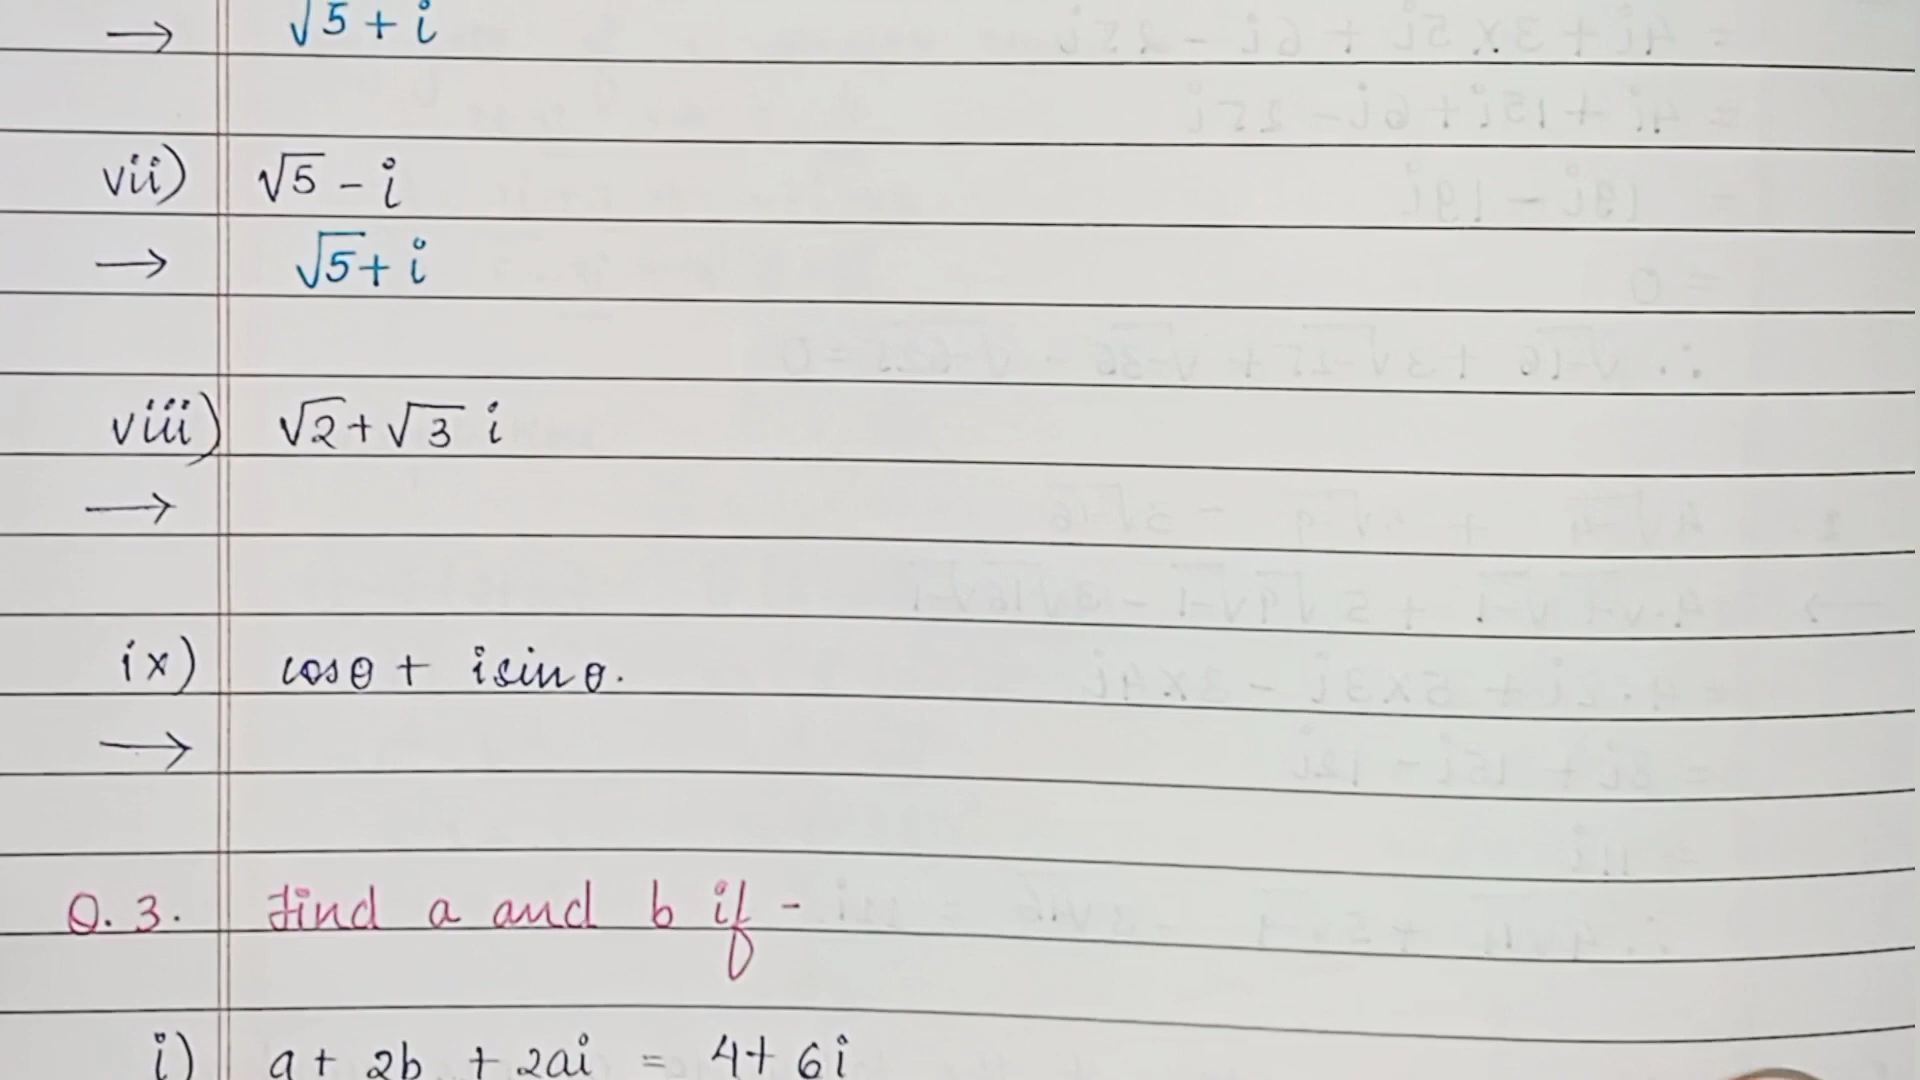 → √5 + i
vii) √5 - i
→ √5 + i
viii) √2 + √3 i
→
ix) cosθ + isinθ.
→
Q.3. find a and b if -
i) a + 2b + 2ai = 4 + 6i